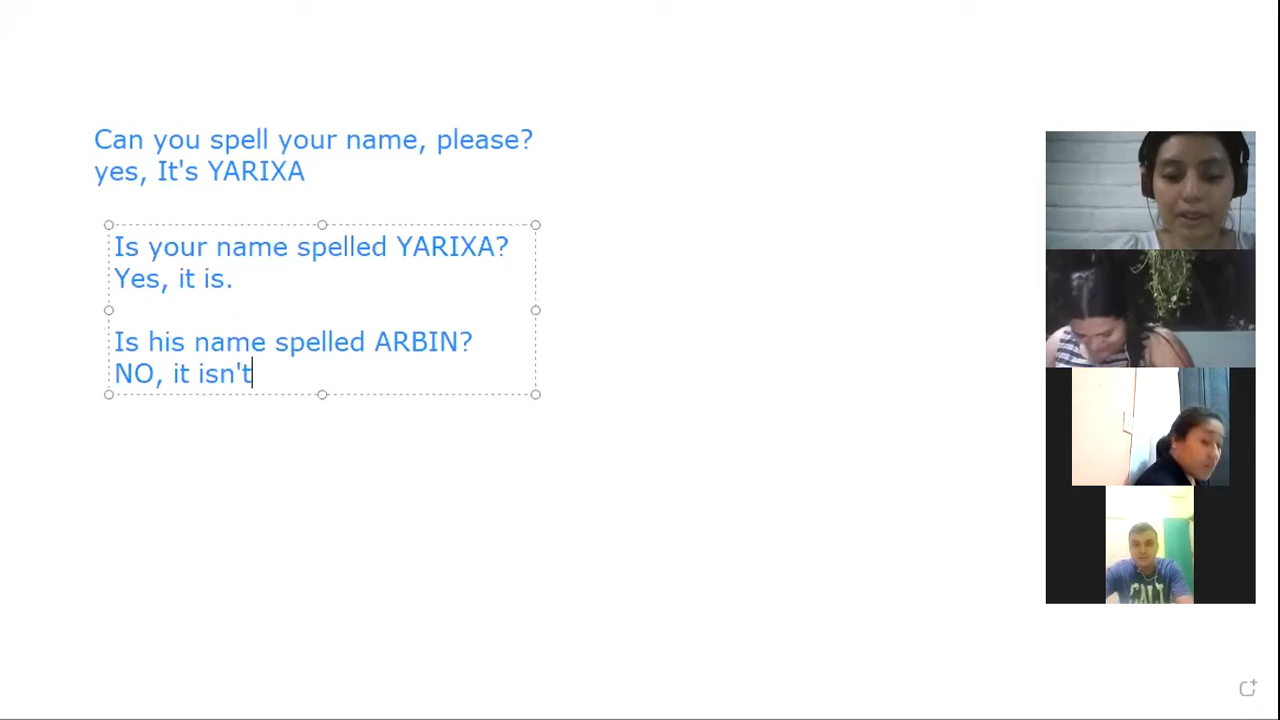 Can you spell your name, please?
yes, It's YARIXA
Is your name spelled YARIXA?
Yes, it is.
Is his name spelled ARBIN?
NO, it isn't